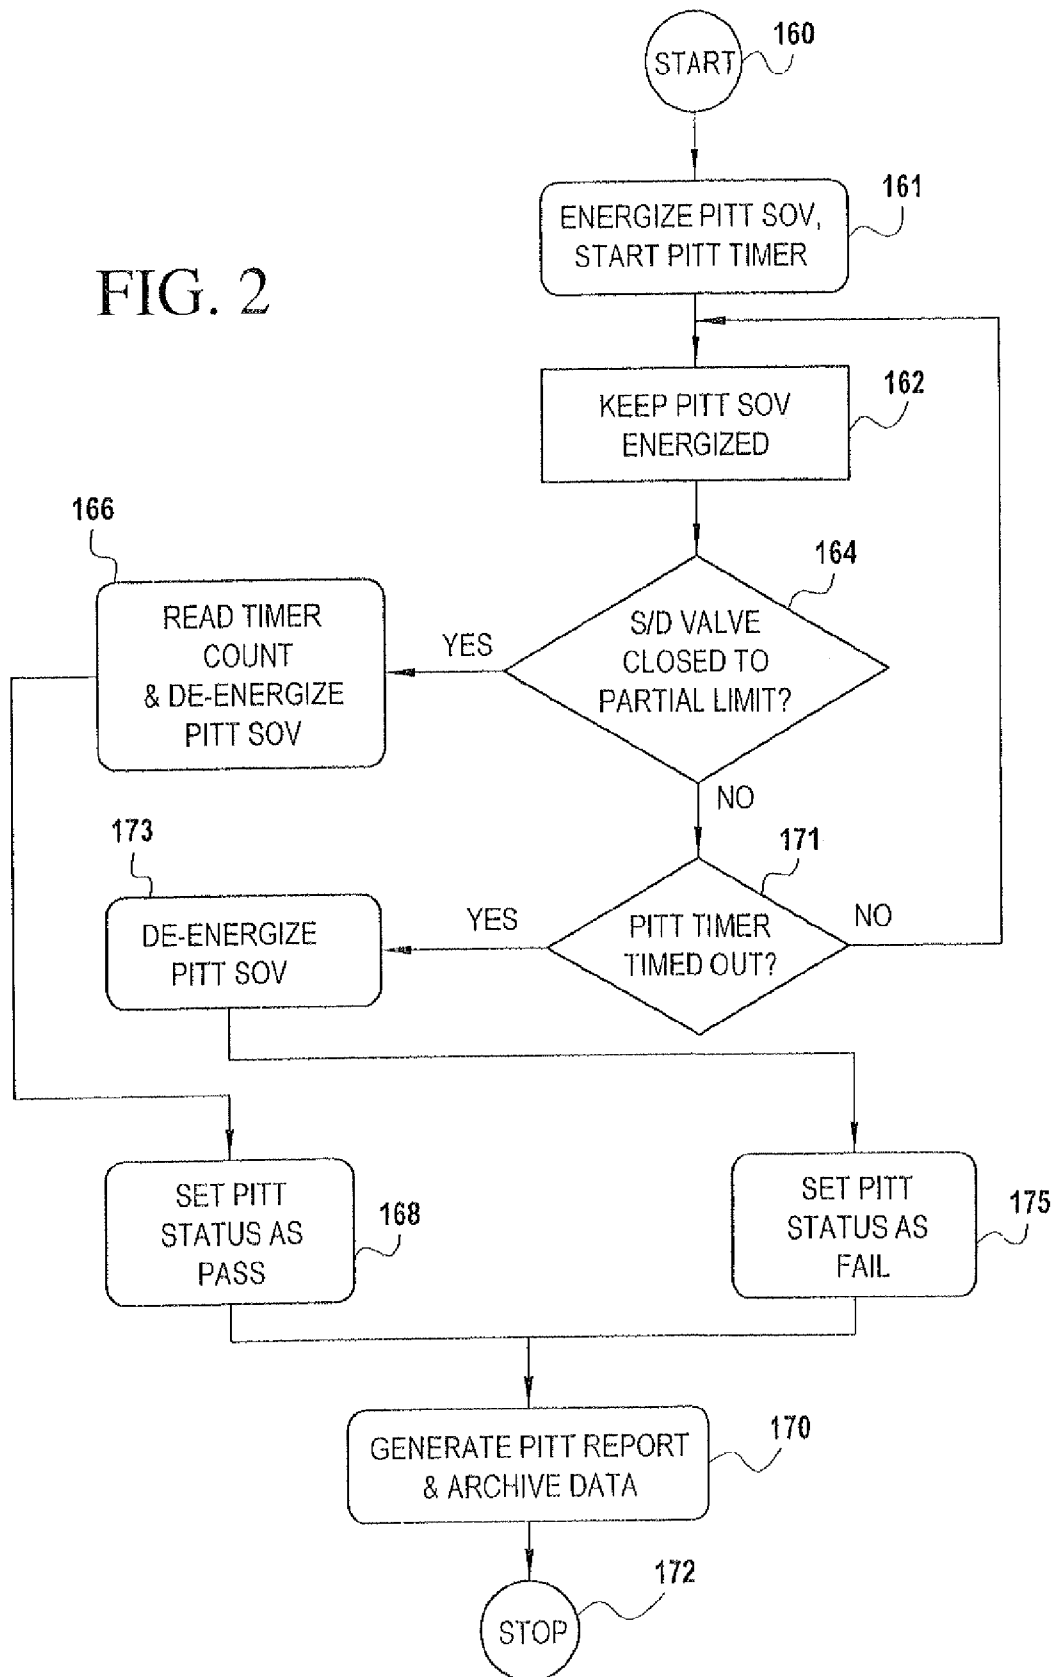 160
START
161
ENERGIZE PITT SOV,
START PITT TIMER
FIG. 2
162
KEEP PITT SOV
ENERGIZED
166
164
READ TIMER
COUNT
& DE-ENERGIZE
PITT SOV
YES
S/D VALVE
CLOSED TO
PARTIAL LIMIT?
NO
173
171
DE-ENERGIZE
PITT SOV
YES
PITT TIMER
TIMED OUT?
NO
SET PITT
STATUS AS
PASS
168
SET PITT
STATUS AS
FAIL
175
170
GENERATE PITT REPORT
& ARCHIVE DATA
172
STOP